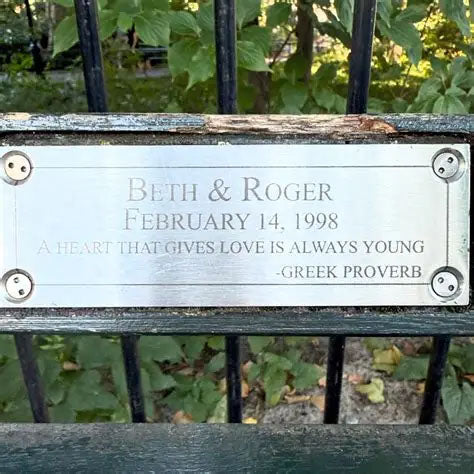 BETH & ROGER
FEBRUARY 14, 1998
A HEART THAT GIVES LOVE IS ALWAYS YOUNG
-GREEK PROVERB